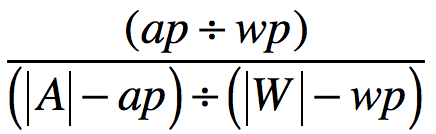 (ap ÷ wp)
(|A| − ap) ÷ (|W| − wp)